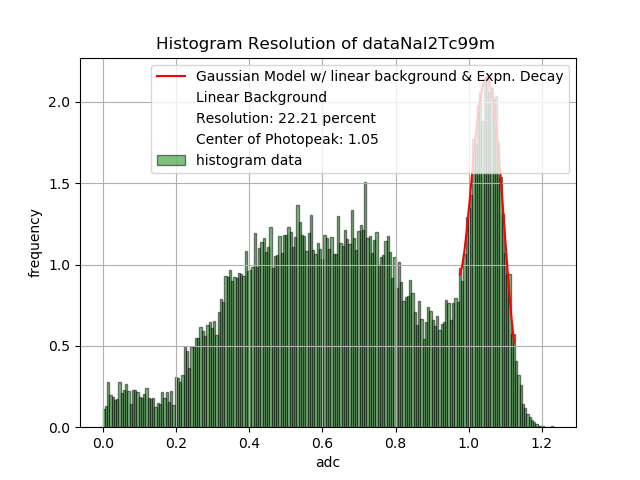 Histogram Resolution of dataNaI2Tc99m
Gaussian Model w/ linear background & Expn. Decay
Linear Background
Resolution: 22.21 percent
Center of Photopeak: 1.05
histogram data
frequency
2.0
1.5
1.0
0.5
0.0
0.0 0.2 0.4 0.6 0.8 1.0 1.2
adc